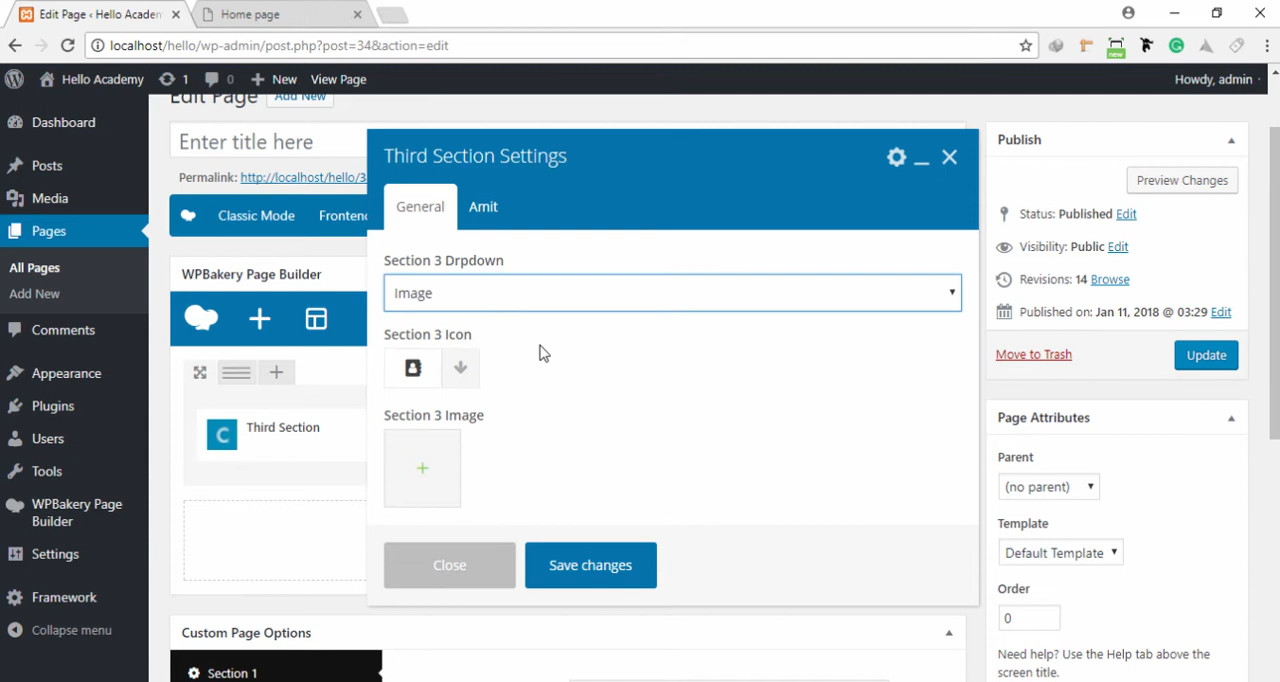 Edit Page ‹ Hello Academ
Home page
localhost/hello/wp-admin/post.php?post=34&action=edit
new
Hello Academy
1
0
New
View Page
Howdy, admin
Dashboard
Posts
Media
Pages
All Pages
Add New
Comments
Appearance
Plugins
Users
Tools
WPBakery Page
Builder
Settings
Framework
Collapse menu
Edit Page
Add New
Enter title here
Permalink: http://localhost/hello/3
Classic Mode
Frontend
WPBakery Page Builder
C
Third Section
Third Section Settings
General
Amit
Section 3 Drpdown
Image
Section 3 Icon
Section 3 Image
Close
Save changes
Custom Page Options
Section 1
Publish
Preview Changes
Status: Published Edit
Visibility: Public Edit
Revisions: 14 Browse
Published on: Jan 11, 2018 @ 03:29 Edit
Move to Trash
Update
Page Attributes
Parent
(no parent)
Template
Default Template
Order
0
Need help? Use the Help tab above the
screen title.